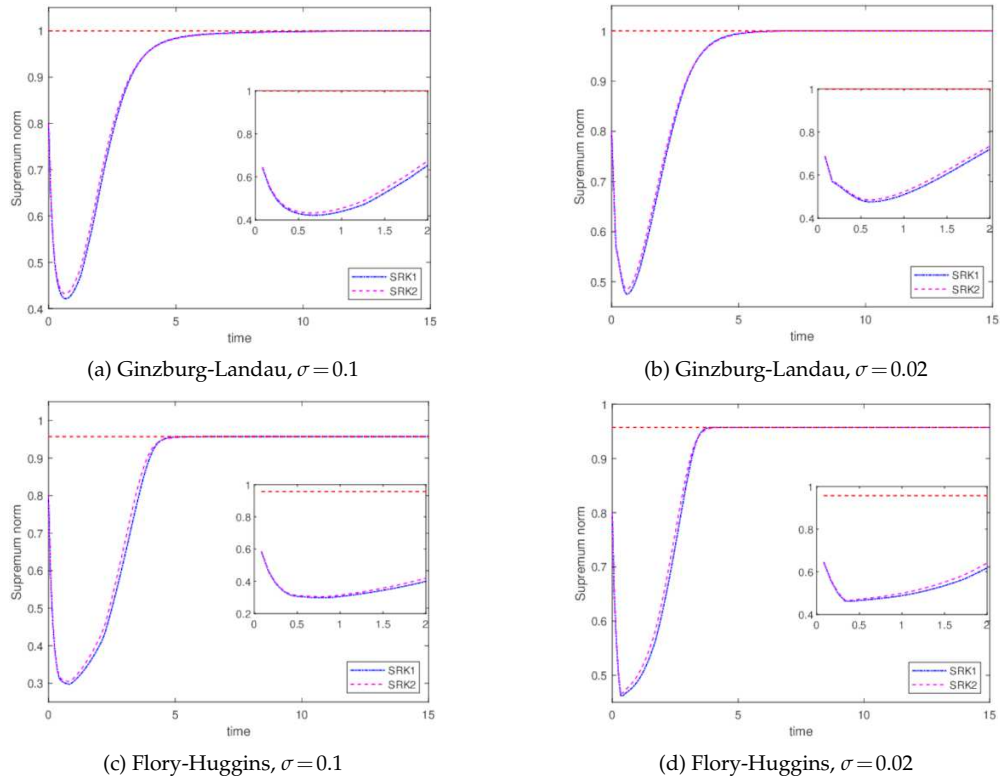 Supremum norm
1
0.9
0.8
0.7
0.6
0.5
0.4
0 5 10 15
time
1
0.8
0.6
0.4
0 0.5 1 1.5 2
SRK1
SRK2
(a) Ginzburg-Landau, σ=0.1
Supremum norm
1
0.9
0.8
0.7
0.6
0.5
0 5 10 15
time
1
0.8
0.6
0.4
0 0.5 1 1.5 2
SRK1
SRK2
(b) Ginzburg-Landau, σ=0.02
Supremum norm
1
0.9
0.8
0.7
0.6
0.5
0.4
0.3
0 5 10 15
time
1
0.8
0.6
0.4
0.2
0 0.5 1 1.5 2
SRK1
SRK2
(c) Flory-Huggins, σ=0.1
Supremum norm
1
0.9
0.8
0.7
0.6
0.5
0 5 10 15
time
1
0.8
0.6
0.4
0 0.5 1 1.5 2
SRK1
SRK2
(d) Flory-Huggins, σ=0.02